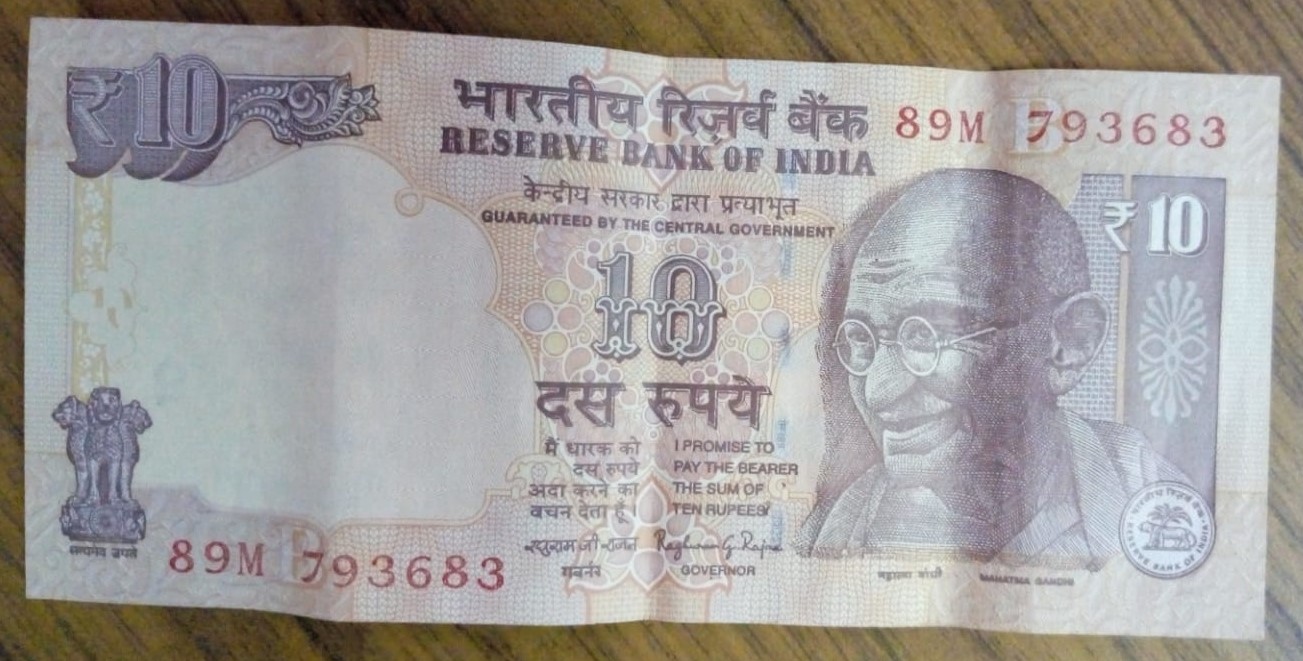 ₹10
भारतीय रिज़र्व बैंक
RESERVE BANK OF INDIA
89M 793683
केन्द्रीय सरकार द्वारा प्रत्याभूत
GUARANTEED BY THE CENTRAL GOVERNMENT
₹ 10
10
दस रुपये
मैं धारक को
दस रुपये
अदा करने का
वचन देता हूँ।
I PROMISE TO
PAY THE BEARER
THE SUM OF
TEN RUPEES
रघुराम जी राजन
Raghuram G Rajan
गवर्नर
GOVERNOR
सत्यमेव जयते
89M 793683
महात्मा गांधी
MAHATMA GANDHI
भारतीय रिज़र्व बैंक
RESERVE BANK OF INDIA